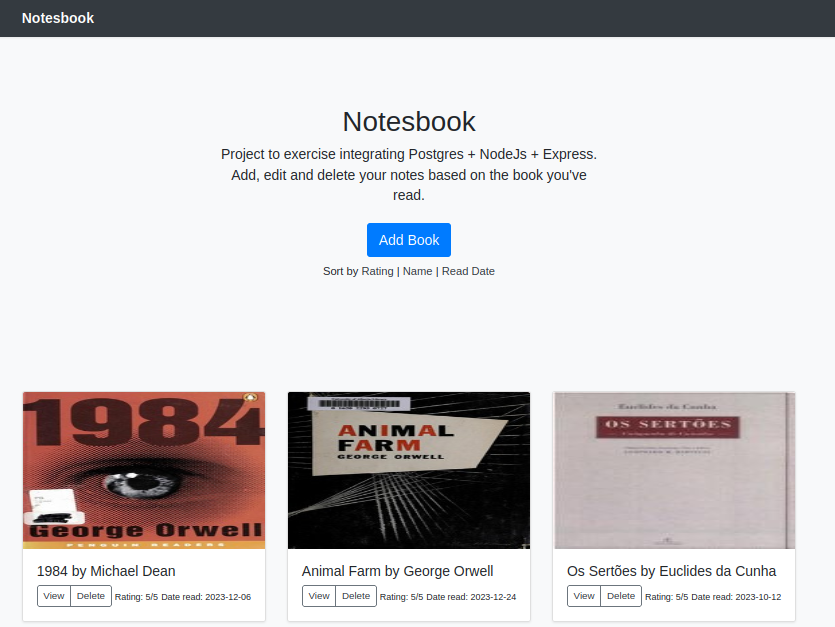 Notesbook
Notesbook
Project to exercise integrating Postgres + NodeJs + Express.
Add, edit and delete your notes based on the book you've
read.
Add Book
Sort by Rating | Name | Read Date
1984
George Orwell
PENGUIN READERS
1984 by Michael Dean
View Delete Rating: 5/5 Date read: 2023-12-06
ANIMAL
FARM
GEORGE ORWELL
Animal Farm by George Orwell
View Delete Rating: 5/5 Date read: 2023-12-24
Euclides da Cunha
OS SERTÕES
Os Sertões by Euclides da Cunha
View Delete Rating: 5/5 Date read: 2023-10-12